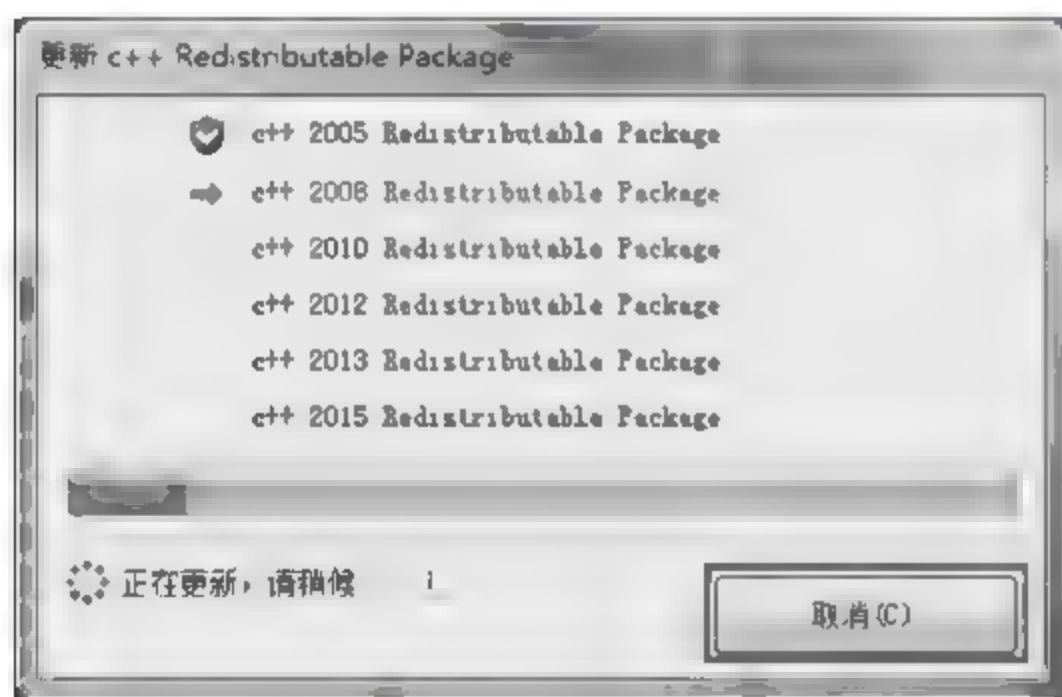 更新 c++ Redistributable Package
c++ 2005 Redistributable Package
c++ 2008 Redistributable Package
c++ 2010 Redistributable Package
c++ 2012 Redistributable Package
c++ 2013 Redistributable Package
c++ 2015 Redistributable Package
正在更新，请稍候
取消(C)